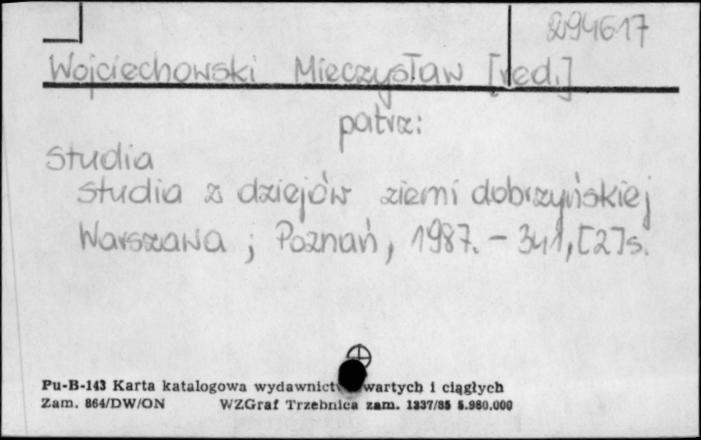 294617
Wojciechowski Mieczysław [red.]
patrz:
Studia
Studia z dziejów ziemi dobrzyńskiej
Warszawa ; Poznań, 1987. – 341, [2] s.
Pu-B-143 Karta katalogowa wydawnictw zwartych i ciągłych
Zam. 864/DW/ON WZGraf Trzebnica zam. 1337/85 5.980.000